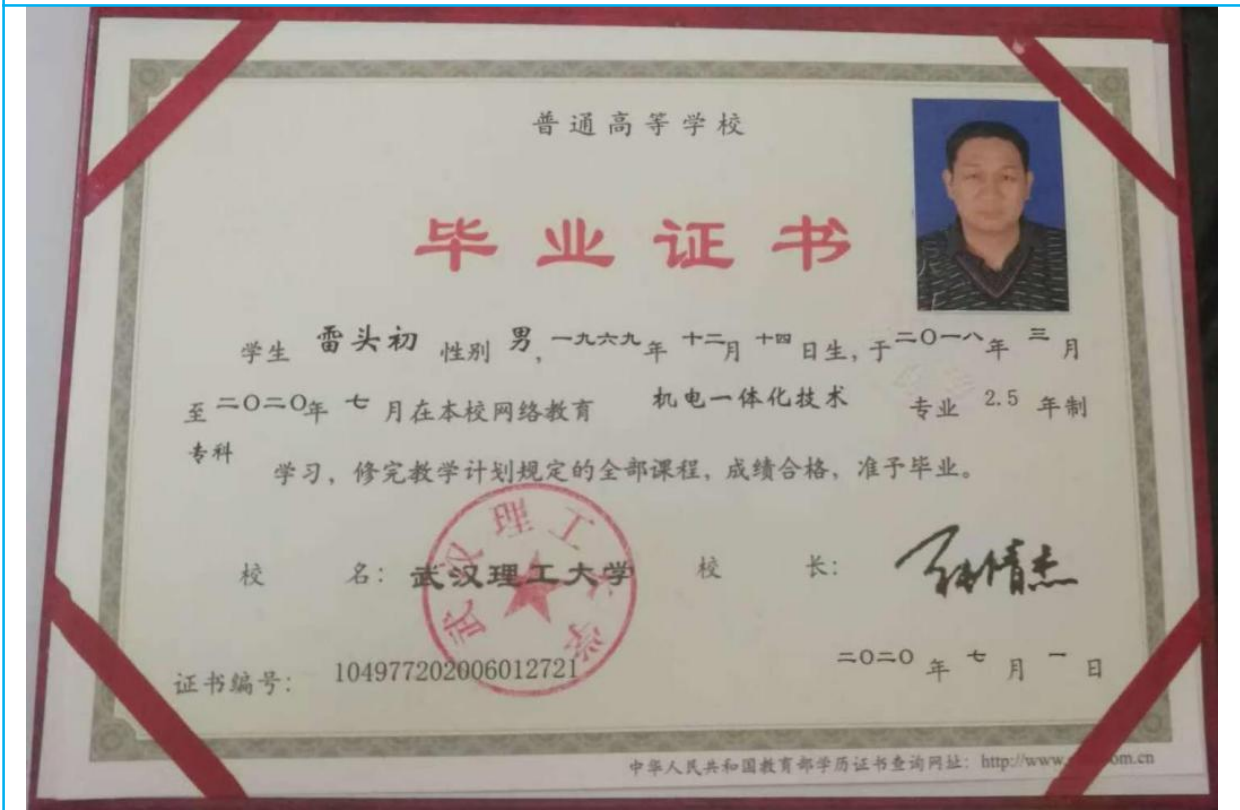 普通高等学校
毕业证书
学生 雷头初 性别 男, 一九六九年 十二月 十四日生, 于二〇一八年 三月
至二〇二〇年 七月在本校网络教育 机电一体化技术 专业 2.5 年制
专科 学习, 修完教学计划规定的全部课程, 成绩合格, 准予毕业。
校 名: 武汉理工大学 校 长:
武汉理工大学
证书编号: 104977202006012721 二〇二〇年 七月 一日
中华人民共和国教育部学历证书查询网址: http://www
om.cn